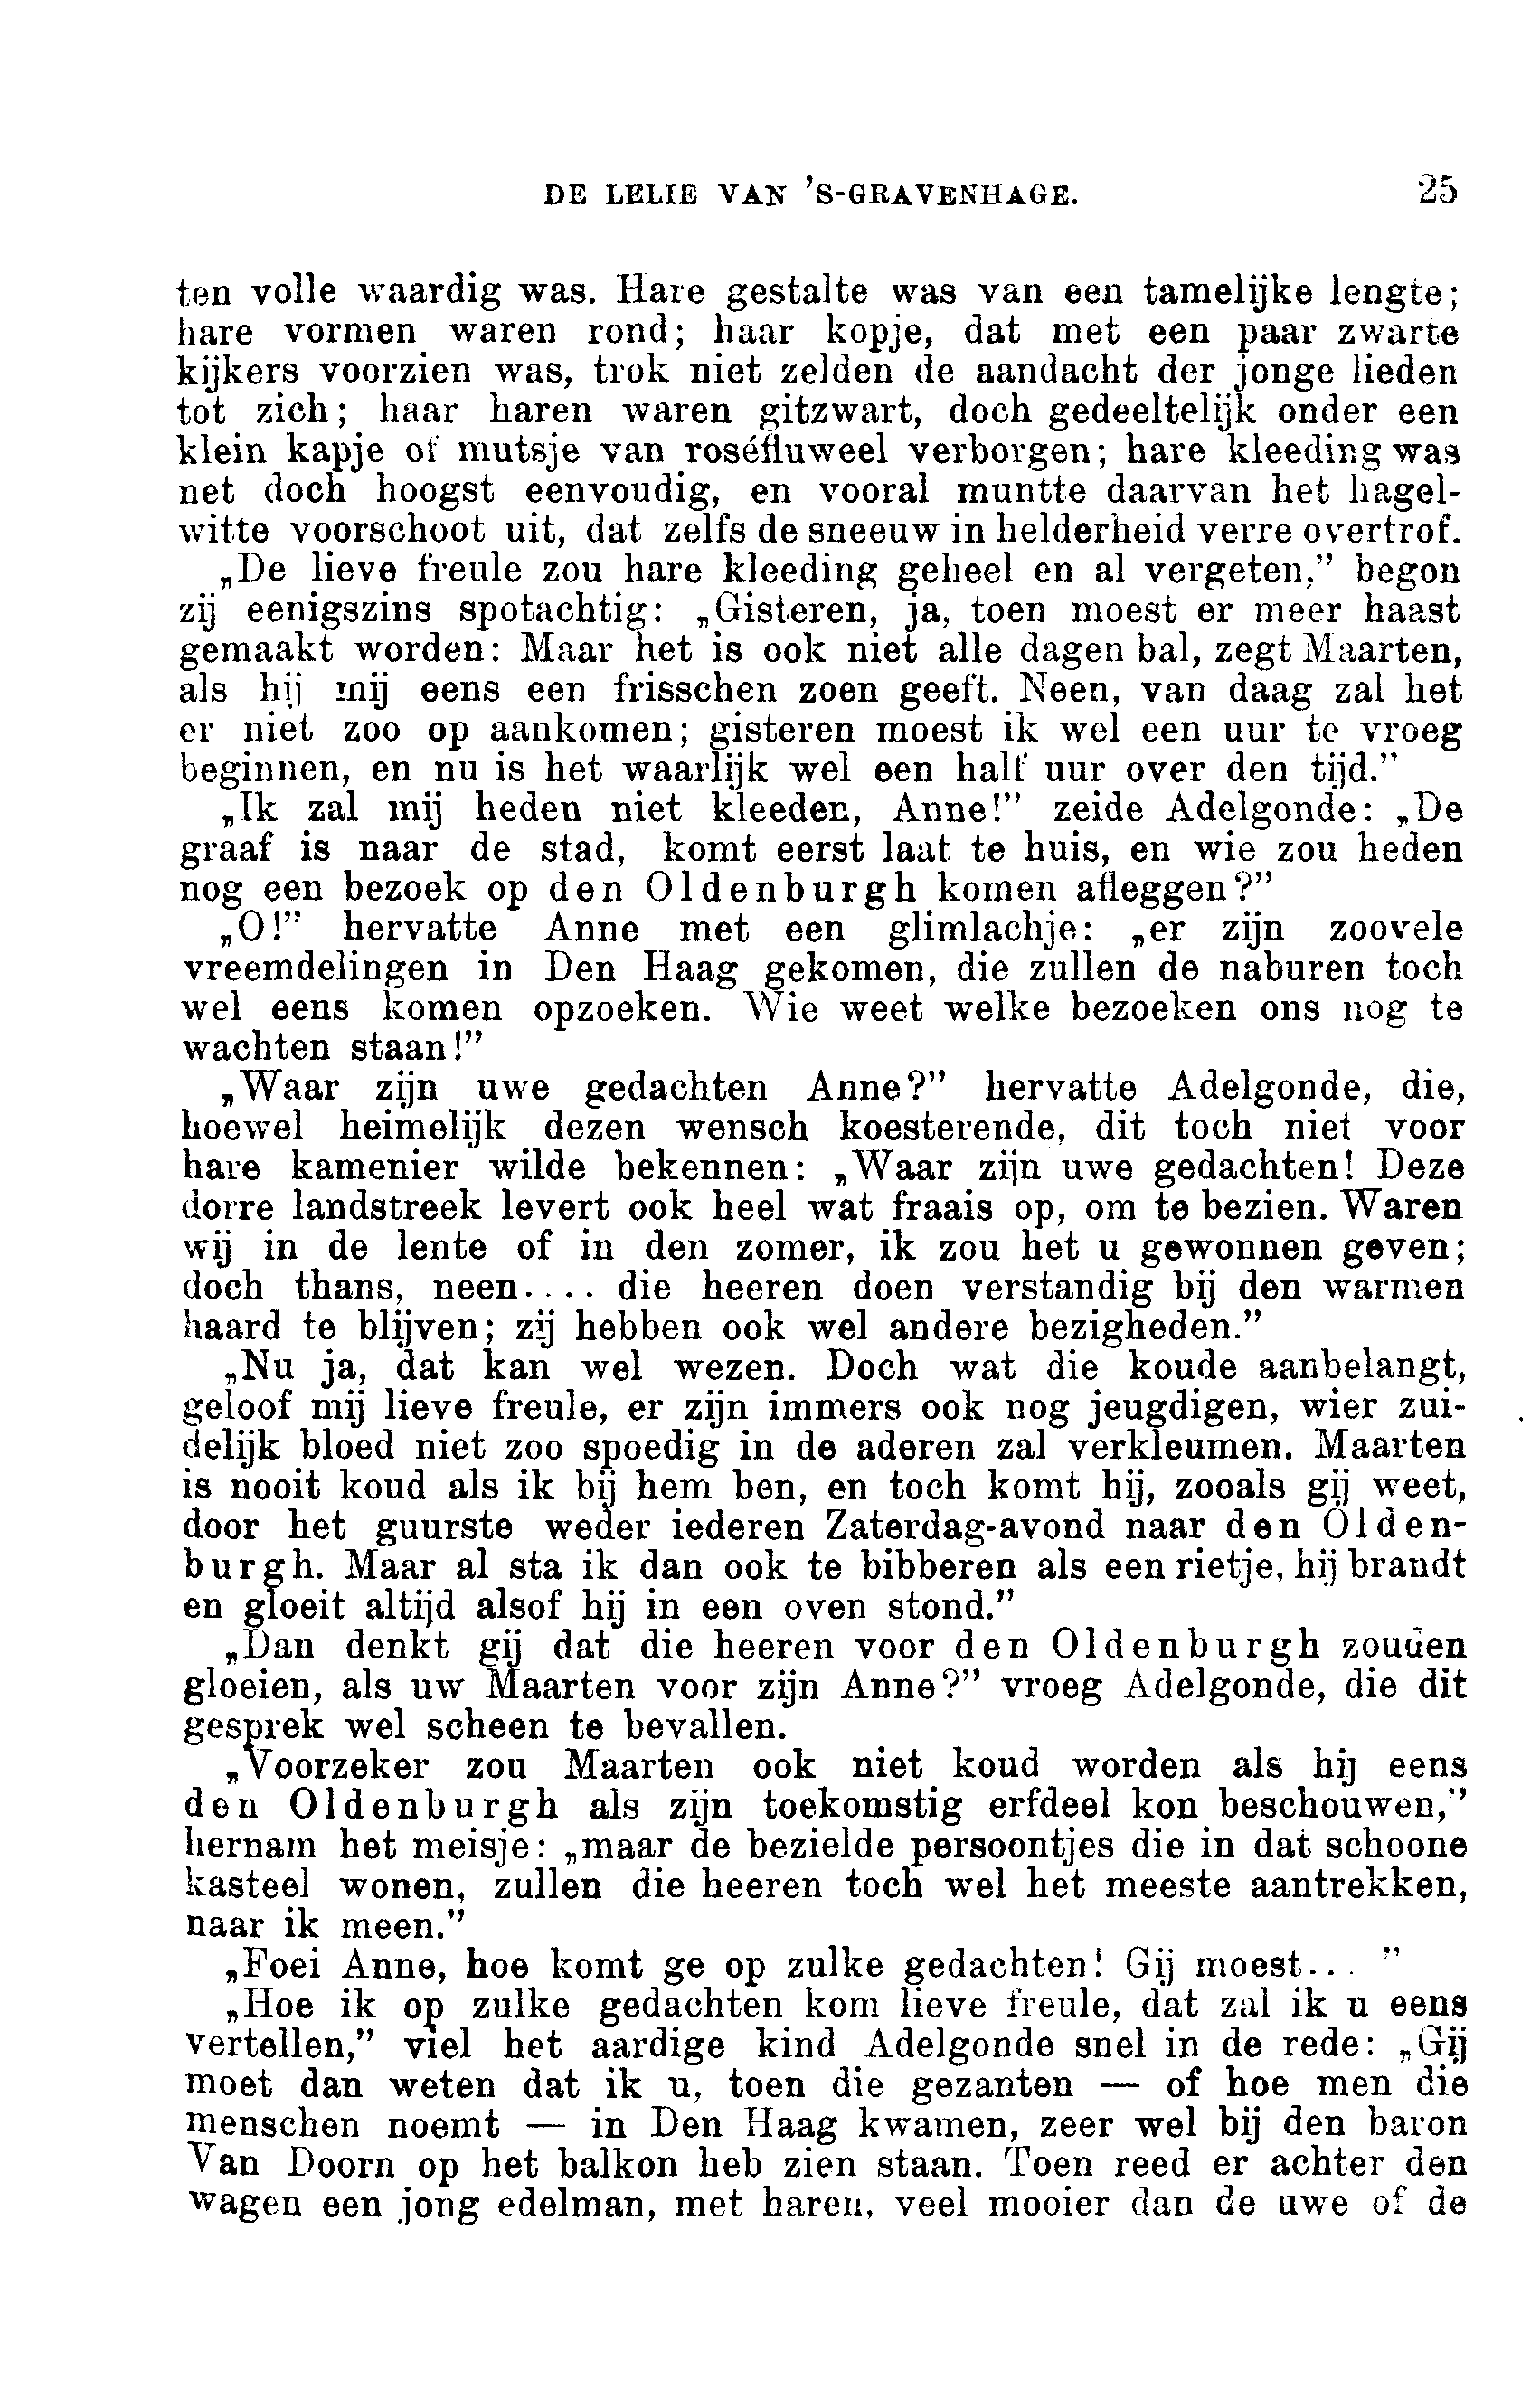 DE LELIE VAN 'S-GRAVENHAGE. 25
ten volle waardig was. Hare gestalte was van een tamelijke lengte;
hare vormen waren rond; haar kopje, dat met een paar zwarte
kijkers voorzien was, trok niet zelden de aandacht der jonge lieden
tot zich; haar haren waren gitzwart, doch gedeeltelijk onder een
klein kapje of mutsje van roséfluweel verborgen; hare kleeding was
net doch hoogst eenvoudig, en vooral muntte daarvan het hagel-
witte voorschoot uit, dat zelfs de sneeuw in helderheid verre overtrof.
„De lieve freule zou hare kleeding geheel en al vergeten,” begon
zij eenigszins spotachtig: „Gisteren, ja, toen moest er meer haast
gemaakt worden: Maar het is ook niet alle dagen bal, zegt Maarten,
als hij mij eens een frisschen zoen geeft. Neen, van daag zal het
er niet zoo op aankomen; gisteren moest ik wel een uur te vroeg
beginnen, en nu is het waarlijk wel een half uur over den tijd.”
„Ik zal mij heden niet kleeden, Anne!” zeide Adelgonde: „De
graaf is naar de stad, komt eerst laat te huis, en wie zou heden
nog een bezoek op den Oldenburgh komen afleggen?”
„O!” hervatte Anne met een glimlachje: „er zijn zoovele
vreemdelingen in Den Haag gekomen, die zullen de naburen toch
wel eens komen opzoeken. Wie weet welke bezoeken ons nog te
wachten staan!”
„Waar zijn uwe gedachten Anne?” hervatte Adelgonde, die,
hoewel heimelijk dezen wensch koesterende, dit toch niet voor
hare kamenier wilde bekennen: „Waar zijn uwe gedachten! Deze
dorre landstreek levert ook heel wat fraais op, om te bezien. Waren
wij in de lente of in den zomer, ik zou het u gewonnen geven;
doch thans, neen.... die heeren doen verstandig bij den warmen
haard te blijven; zij hebben ook wel andere bezigheden.”
„Nu ja, dat kan wel wezen. Doch wat die koude aanbelangt,
geloof mij lieve freule, er zijn immers ook nog jeugdigen, wier zui-
delijk bloed niet zoo spoedig in de aderen zal verkleumen. Maarten
is nooit koud als ik bij hem ben, en toch komt hij, zooals gij weet,
door het guurste weder iederen Zaterdag-avond naar den Olden-
burgh. Maar al sta ik dan ook te bibberen als een rietje, hij brandt
en gloeit altijd alsof hij in een oven stond.”
„Dan denkt gij dat die heeren voor den Oldenburgh zouden
gloeien, als uw Maarten voor zijn Anne?” vroeg Adelgonde, die dit
gesprek wel scheen te bevallen.
„Voorzeker zou Maarten ook niet koud worden als hij eens
den Oldenburgh als zijn toekomstig erfdeel kon beschouwen,”
hernam het meisje: „maar de bezielde persoontjes die in dat schoone
kasteel wonen, zullen die heeren toch wel het meeste aantrekken,
naar ik meen.”
„Foei Anne, hoe komt ge op zulke gedachten! Gij moest... ”
„Hoe ik op zulke gedachten kom lieve freule, dat zal ik u eens
vertellen,” viel het aardige kind Adelgonde snel in de rede: „Gij
moet dan weten dat ik u, toen die gezanten — of hoe men die
menschen noemt — in Den Haag kwamen, zeer wel bij den baron
Van Doorn op het balkon heb zien staan. Toen reed er achter den
wagen een jong edelman, met haren, veel mooier dan de uwe of de